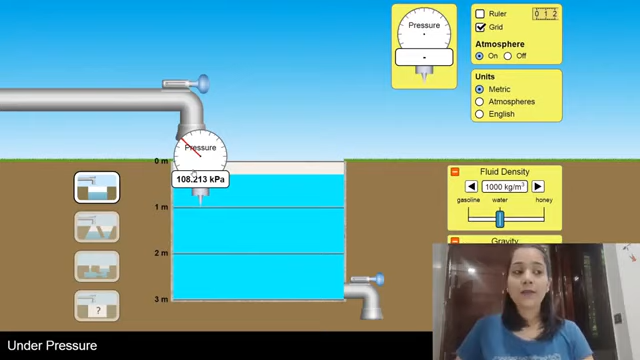 Pressure
-
Ruler
0 1 2
Grid
Atmosphere
On
Off
Units
Metric
Atmospheres
English
Pressure
108.213 kPa
0 m
1 m
2 m
3 m
?
Fluid Density
1000 kg/m³
gasoline water honey
Gravity
Under Pressure